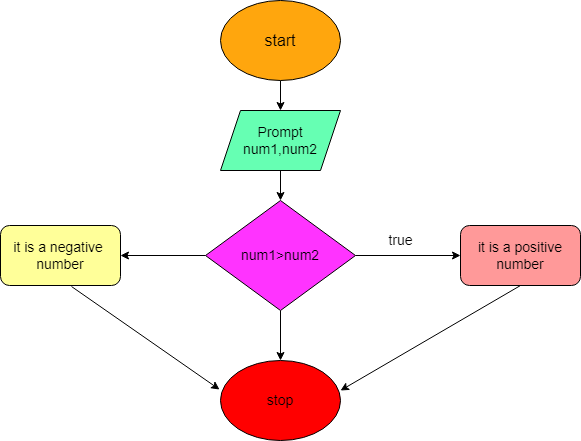 start
Prompt
num1,num2
num1>num2
true
it is a negative
number
it is a positive
number
stop